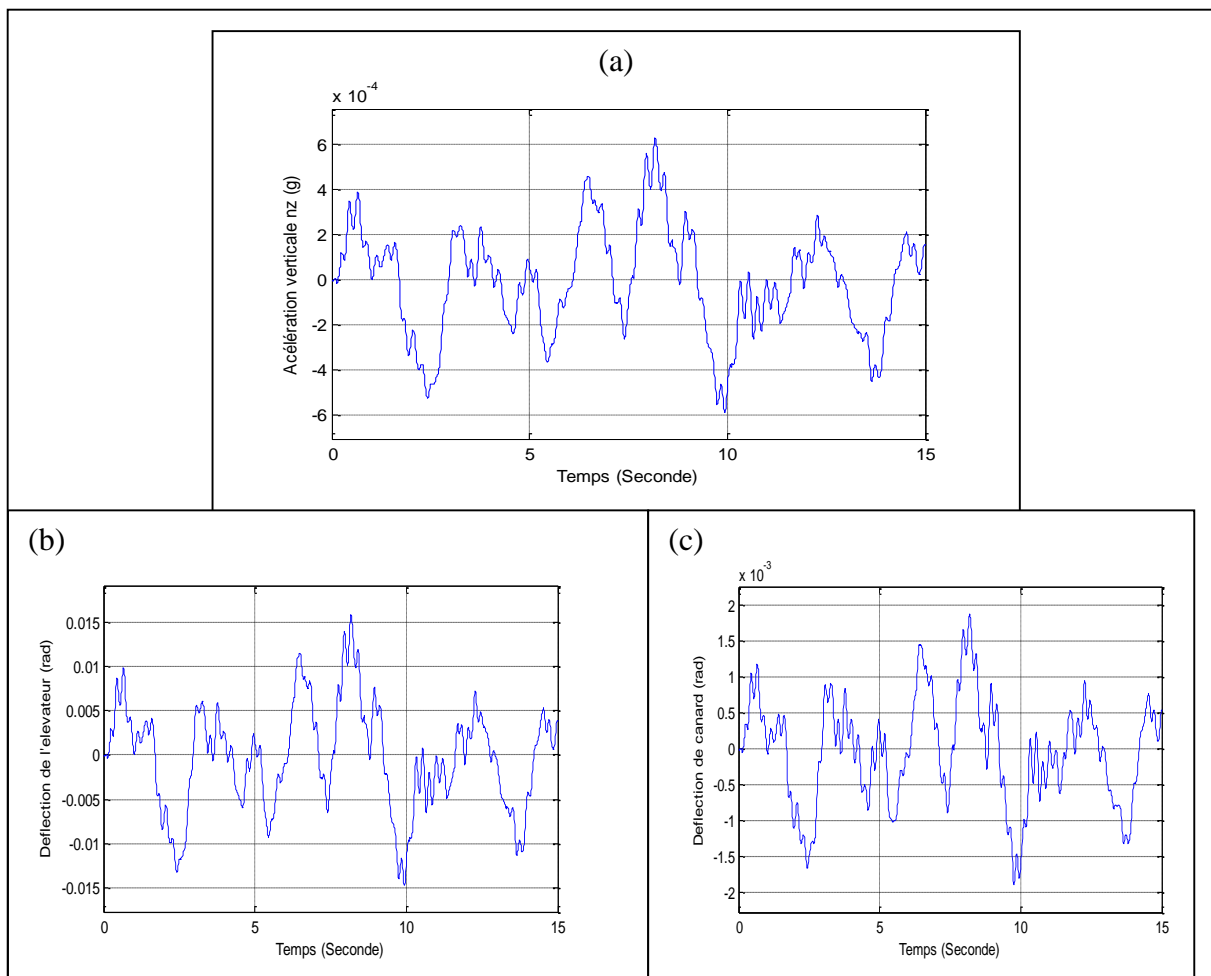 (a)
x 10^-4
6
4
2
0
-2
-4
-6
Acélération verticale nz (g)
0 5 10 15
Temps (Seconde)
(b)
0.015
0.01
0.005
0
-0.005
-0.01
-0.015
Deflection de l'elevateur (rad)
0 5 10 15
Temps (Seconde)
(c)
x 10^-3
2
1.5
1
0.5
0
-0.5
-1
-1.5
-2
Deflection de canard (rad)
0 5 10 15
Temps (Seconde)